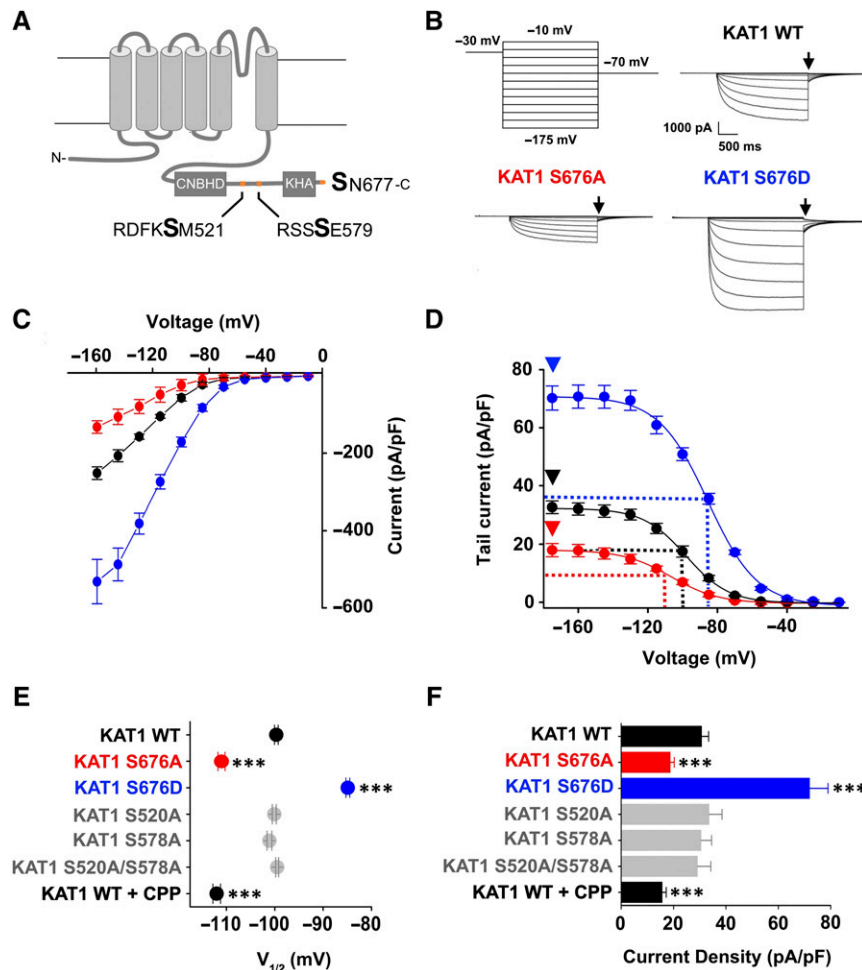 A
N-
CNBHD
KHA
SN677-C
RDFKSM521
RSSSE579
B
–30 mV
–10 mV
–70 mV
–175 mV
KAT1 WT
1000 pA
500 ms
KAT1 S676A
KAT1 S676D
C
Voltage (mV)
–160 –120 –80 –40 0
–200
–400
–600
Current (pA/pF)
D
Tail current (pA/pF)
80
60
40
20
0
–160 –120 –80 –40
Voltage (mV)
E
KAT1 WT
KAT1 S676A ***
KAT1 S676D ***
KAT1 S520A
KAT1 S578A
KAT1 S520A/S578A
KAT1 WT + CPP ***
–110 –100 –90 –80
V1/2 (mV)
F
KAT1 WT
KAT1 S676A ***
KAT1 S676D ***
KAT1 S520A
KAT1 S578A
KAT1 S520A/S578A
KAT1 WT + CPP ***
0 20 40 60 80
Current Density (pA/pF)